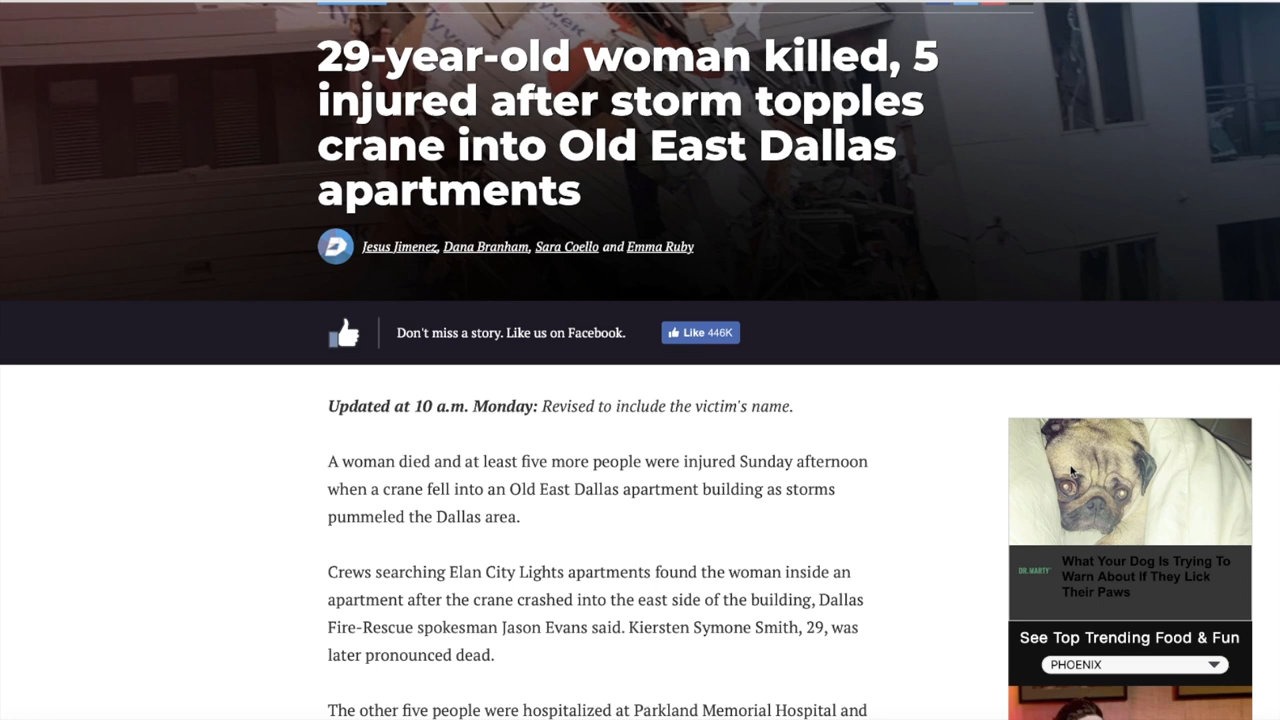 29-year-old woman killed, 5
injured after storm topples
crane into Old East Dallas
apartments
Jesus Jimenez, Dana Branham, Sara Coello and Emma Ruby
Don't miss a story. Like us on Facebook.
Like 446K
Updated at 10 a.m. Monday: Revised to include the victim's name.
A woman died and at least five more people were injured Sunday afternoon
when a crane fell into an Old East Dallas apartment building as storms
pummeled the Dallas area.
Crews searching Elan City Lights apartments found the woman inside an
apartment after the crane crashed into the east side of the building, Dallas
Fire-Rescue spokesman Jason Evans said. Kiersten Symone Smith, 29, was
later pronounced dead.
The other five people were hospitalized at Parkland Memorial Hospital and
DR. MARTY
What Your Dog Is Trying To
Warn About If They Lick
Their Paws
See Top Trending Food & Fun
PHOENIX